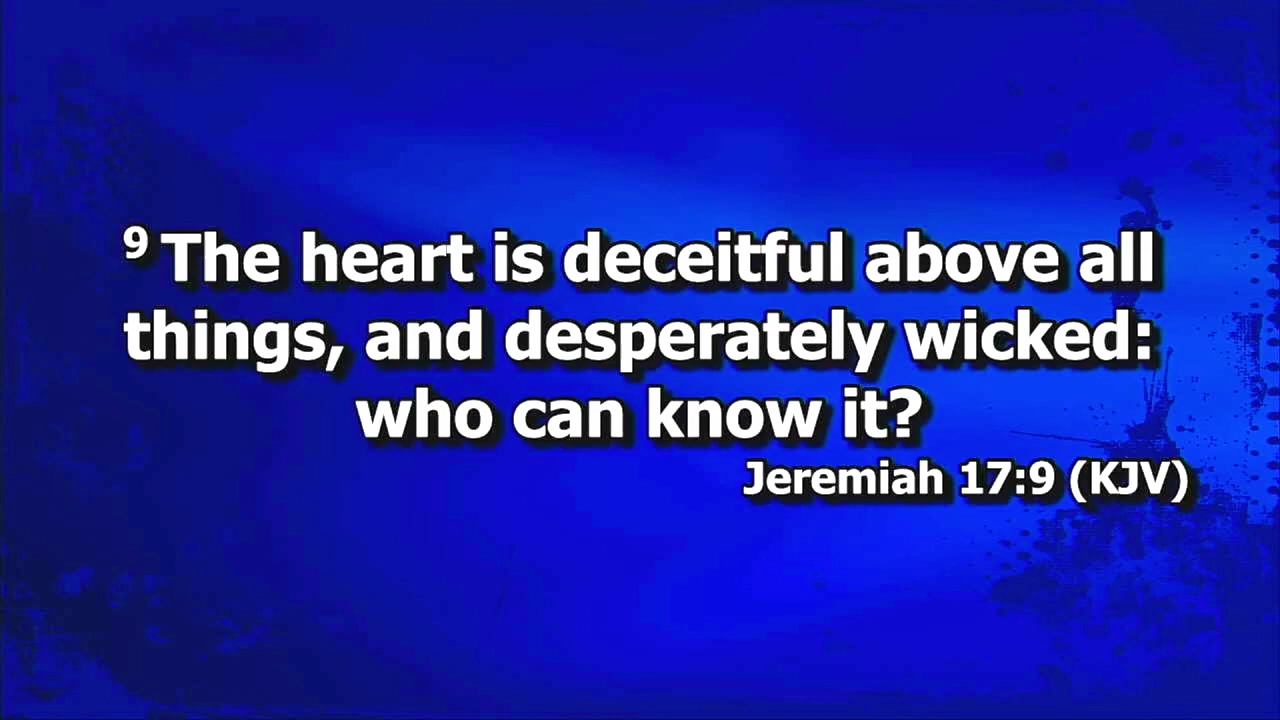 9 The heart is deceitful above all
things, and desperately wicked:
who can know it?
Jeremiah 17:9 (KJV)